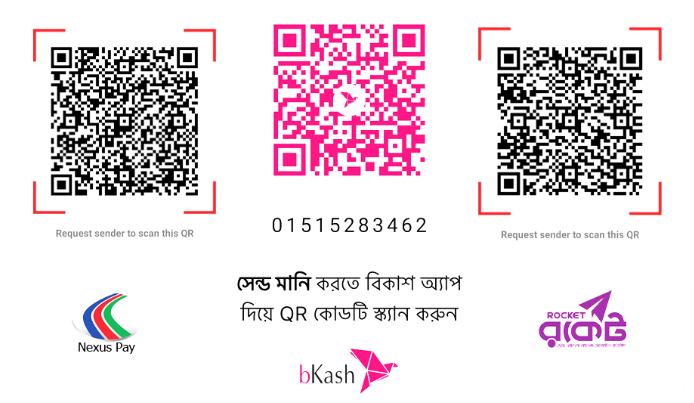 01515283462
Request sender to scan this QR
Request sender to scan this QR
সেন্ড মানি করতে বিকাশ অ্যাপ
দিয়ে QR কোডটি স্ক্যান করুন
Nexus Pay
bKash
ROCKET
রকেট